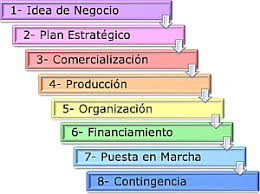 1- Idea de Negocio
2- Plan Estratégico
3- Comercialización
4- Producción
5- Organización
6- Financiamiento
7- Puesta en Marcha
8- Contingencia